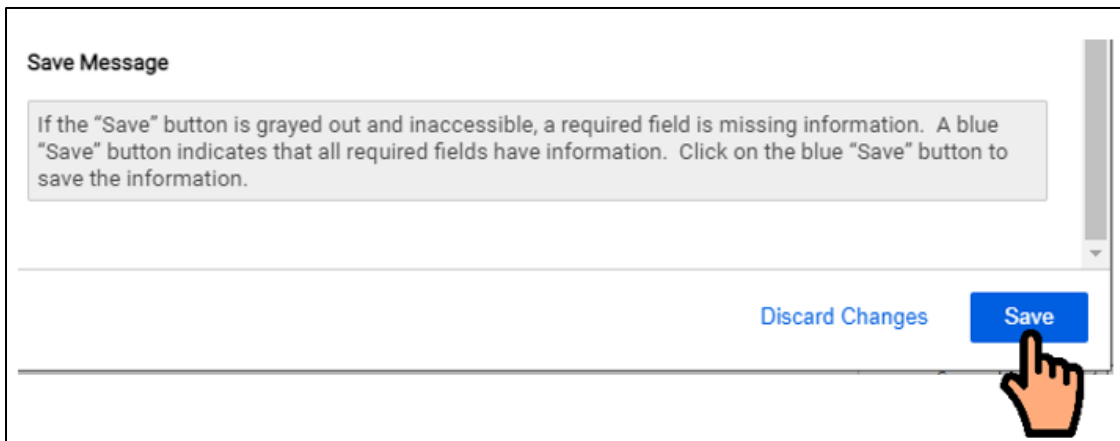 Save Message
If the “Save” button is grayed out and inaccessible, a required field is missing information.  A blue
“Save” button indicates that all required fields have information.  Click on the blue “Save” button to
save the information.
Discard Changes
Save